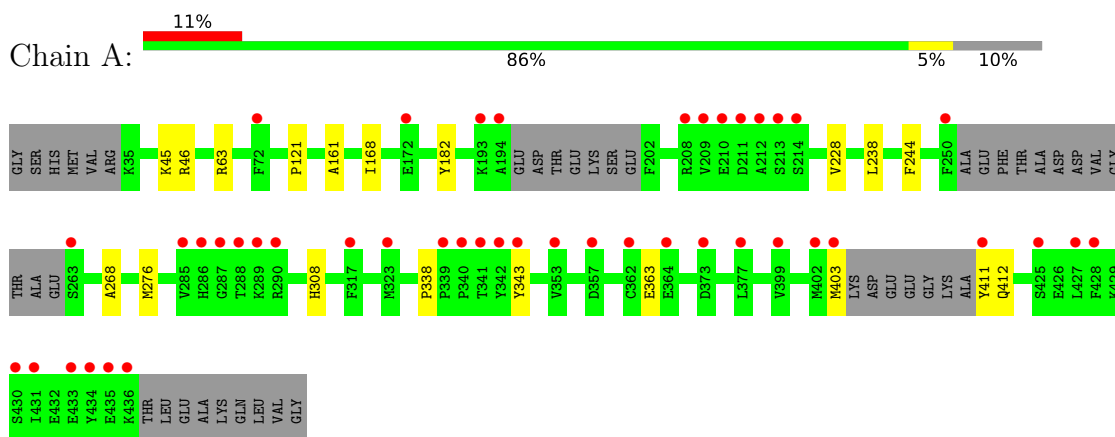 11%
Chain A:
86% 5% 10%
GLY SER HIS MET VAL ARG K35 K45 R46 R63 F72 P121 A161 I168 E172 Y182 K193 A194 GLU ASP THR GLU LYS SER GLU F202 R208 V209 E210 D211 A212 S213 S214 V228 L238 F244 F250 ALA GLU PHE THR ALA ASP ASP VAL GLY
THR ALA GLU S263 A268 M276 V285 H286 G287 T288 K289 R290 H308 F317 M323 P338 P339 P340 T341 Y342 Y343 V353 D357 C362 E363 E364 D373 L377 V399 M402 M403 LYS ASP GLU GLU GLY LYS ALA Y411 Q412 S425 E426 L427 F428 K429
S430 I431 E432 E433 Y434 E435 K436 THR LEU GLU ALA LYS GLN LEU VAL GLY